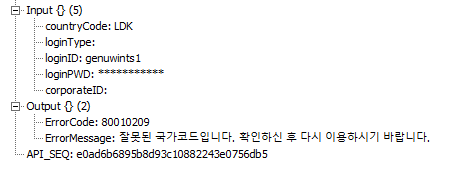 Input {} (5)
countryCode: LDK
loginType:
loginID: genuwints1
loginPWD: ***********
corporateID:
Output {} (2)
ErrorCode: 80010209
ErrorMessage: 잘못된 국가코드입니다. 확인하신 후 다시 이용하시기 바랍니다.
API_SEQ: e0ad6b6895b8d93c10882243e0756db5